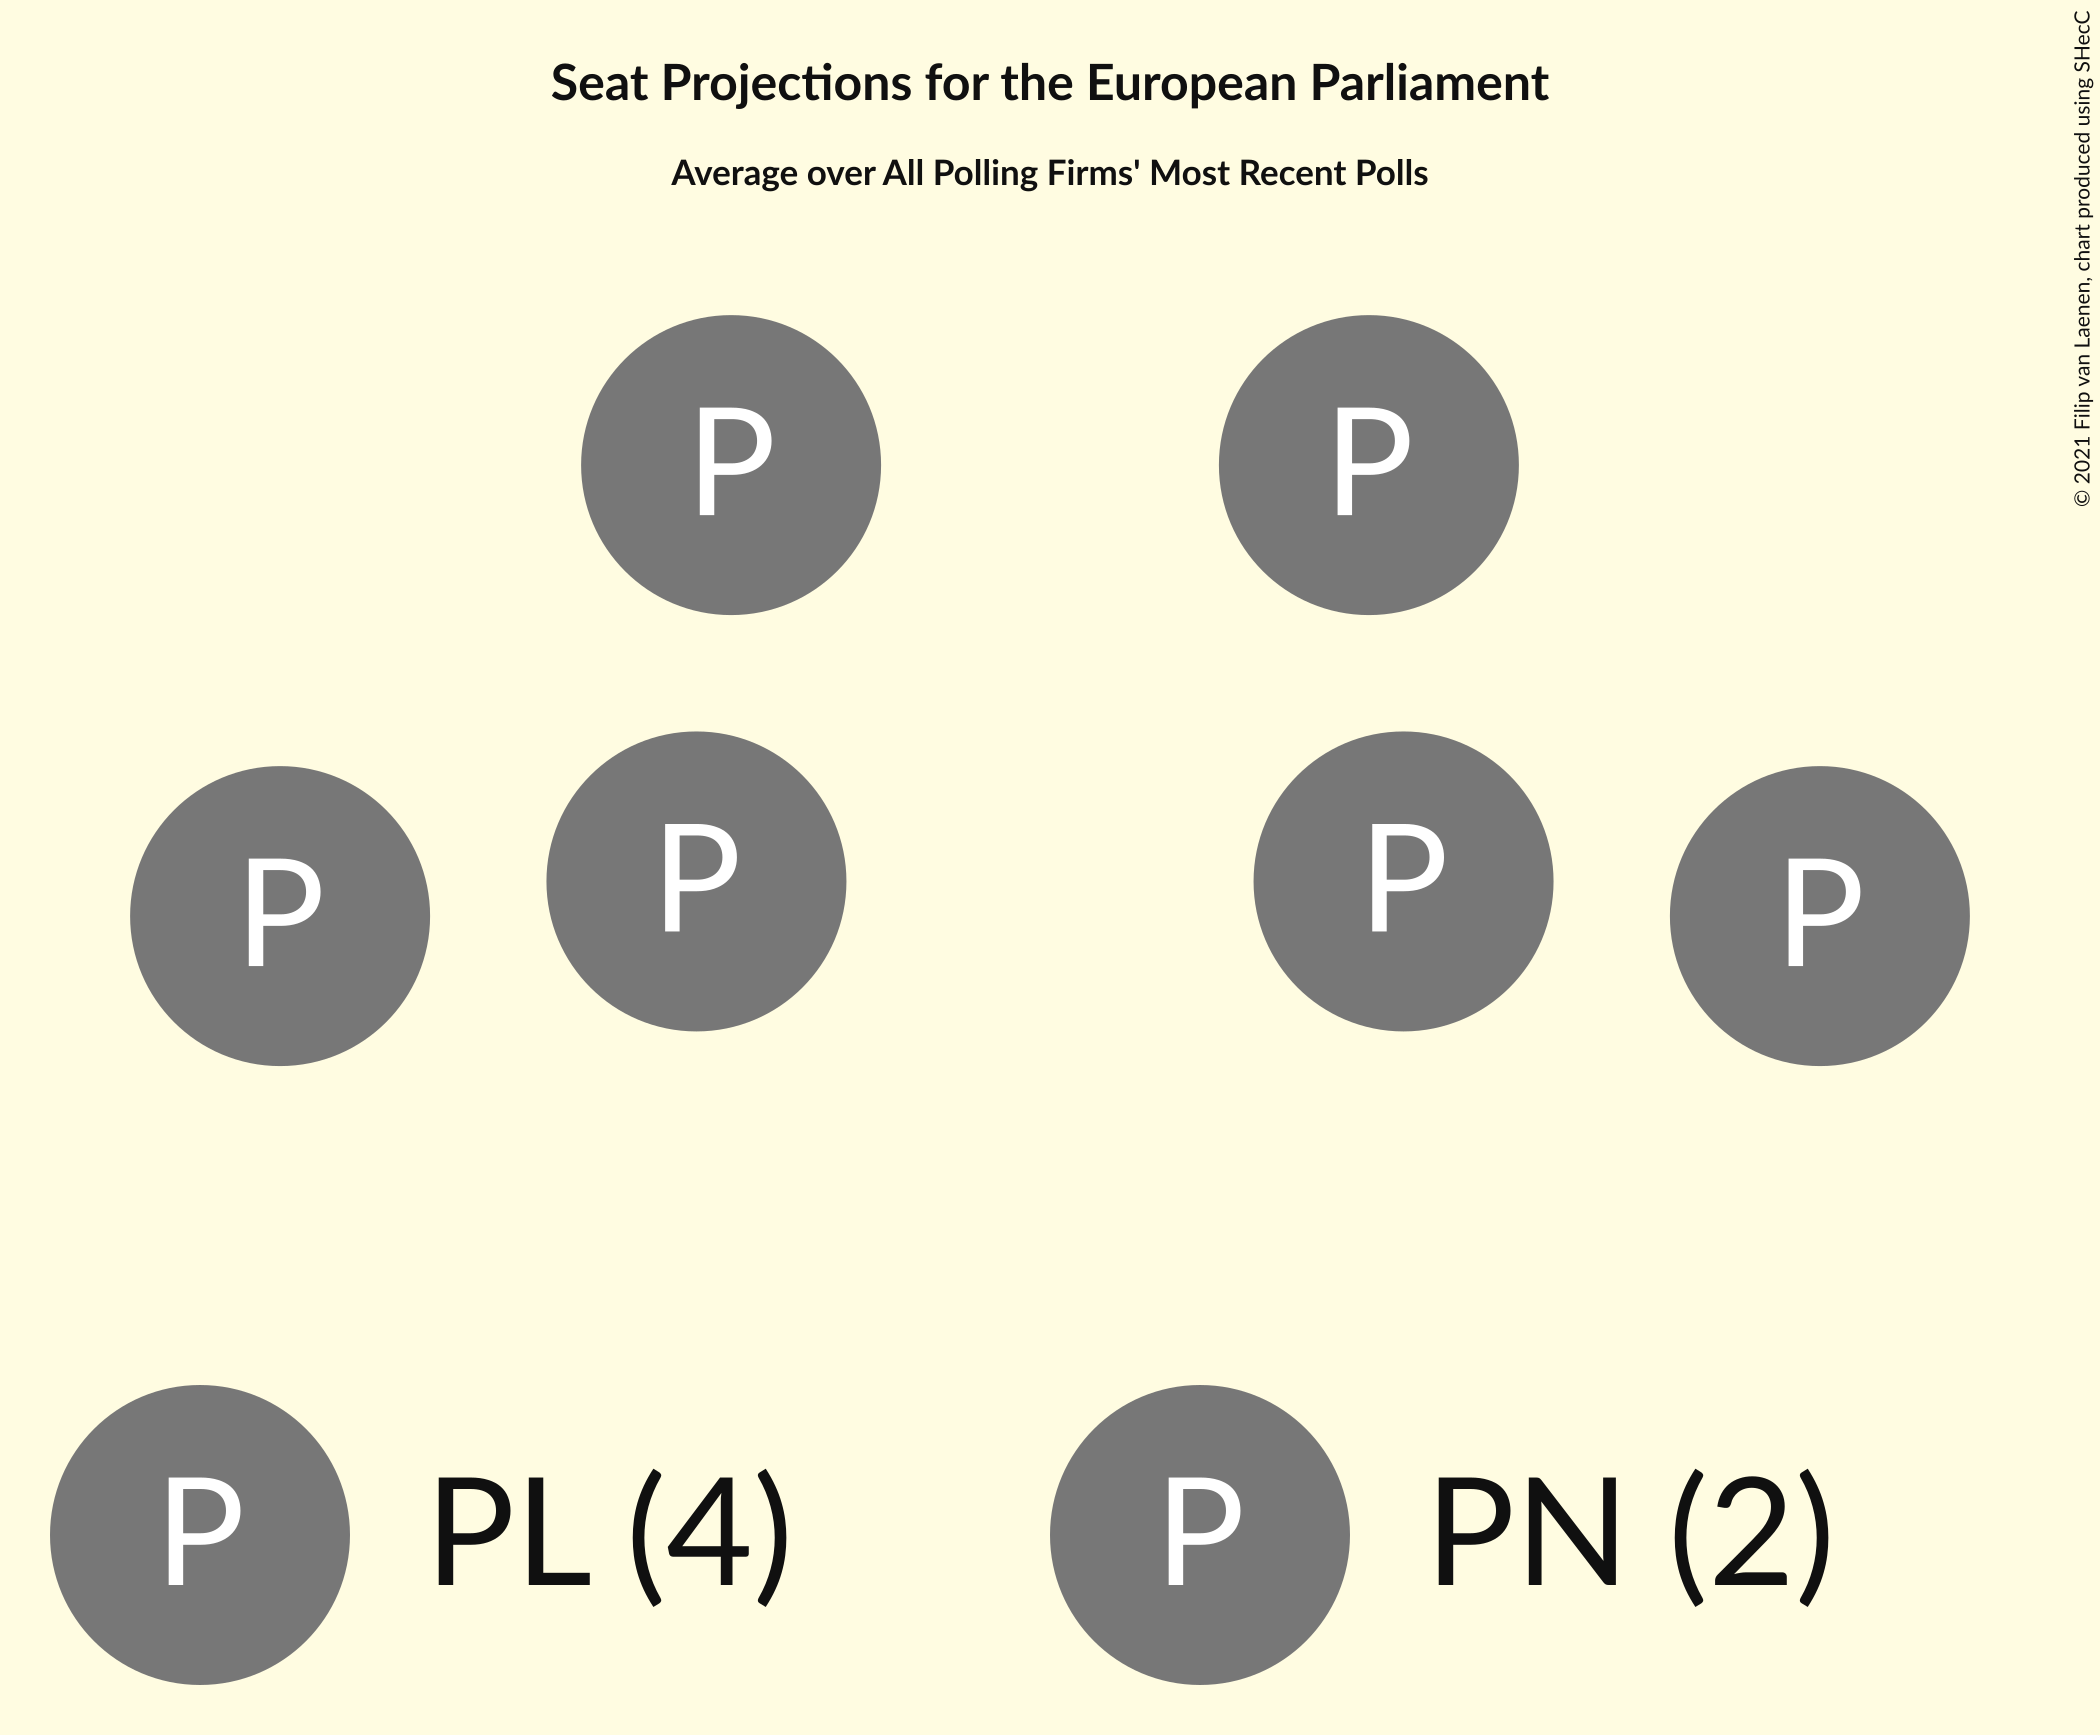 Seat Projections for the European Parliament
Average over All Polling Firms' Most Recent Polls
© 2021 Filip van Laenen, chart produced using SHecC
P P
P P P P
P PL (4) P PN (2)